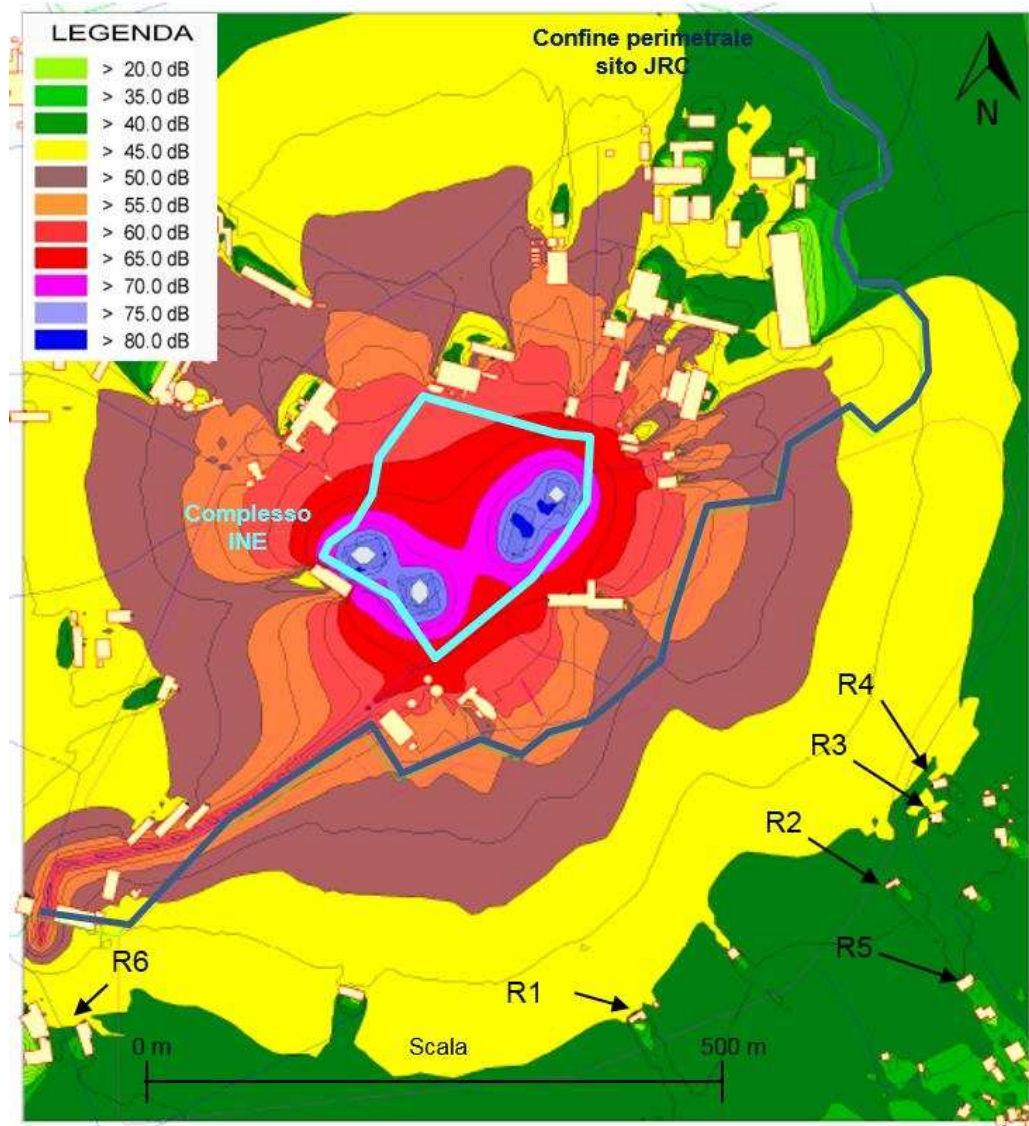 LEGENDA
> 20.0 dB
> 35.0 dB
> 40.0 dB
> 45.0 dB
> 50.0 dB
> 55.0 dB
> 60.0 dB
> 65.0 dB
> 70.0 dB
> 75.0 dB
> 80.0 dB
Confine perimetrale
sito JRC
N
Complesso
INE
R4
R3
R2
R5
R6
R1
0 m
Scala
500 m